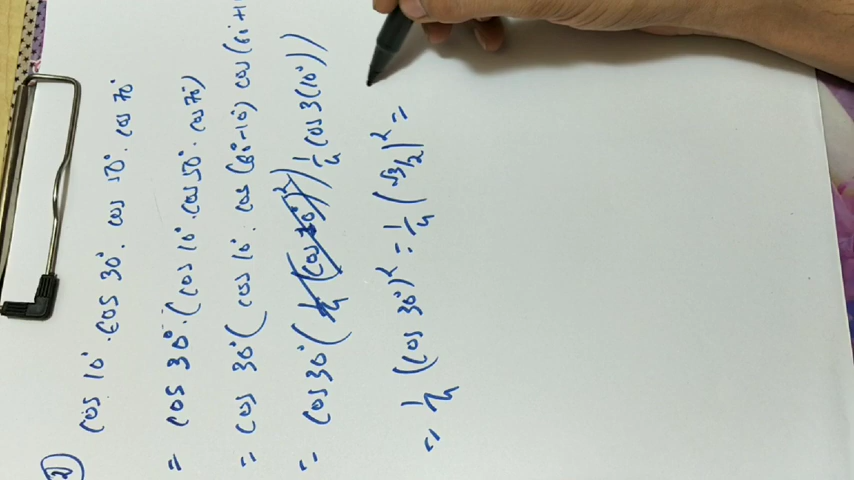 2) cos 10° · cos 30° · cos 50° · cos 70°
= cos 30° · (cos 10° · cos 50° · cos 70°)
= cos 30° ( cos 10° · cos (60°-10°) cos (60°+10
= cos 30° ( 1/4 cos 3(10°))
= 1/4 (cos 30°)² = 1/4 (√3/2)² =